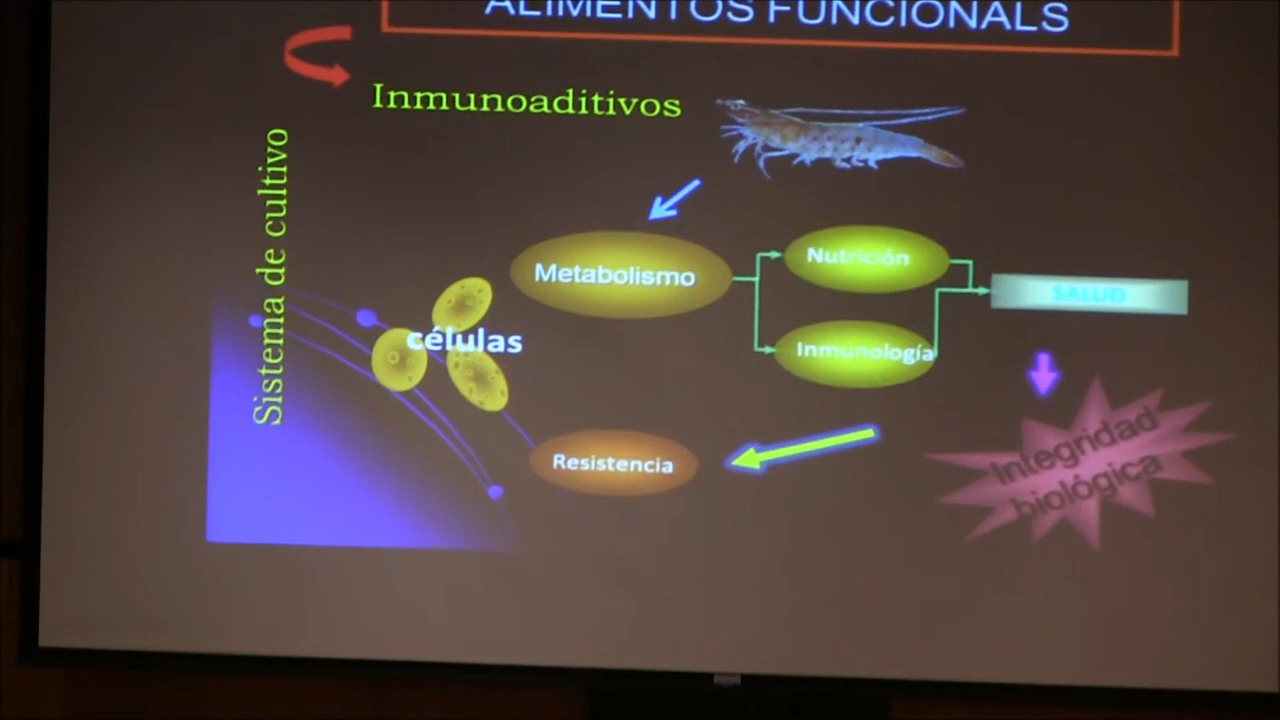 ALIMENTOS FUNCIONALS
Inmunoaditivos
Sistema de cultivo
Metabolismo
Nutrición
SALUD
células
Inmunología
Resistencia
Integridad
biológica